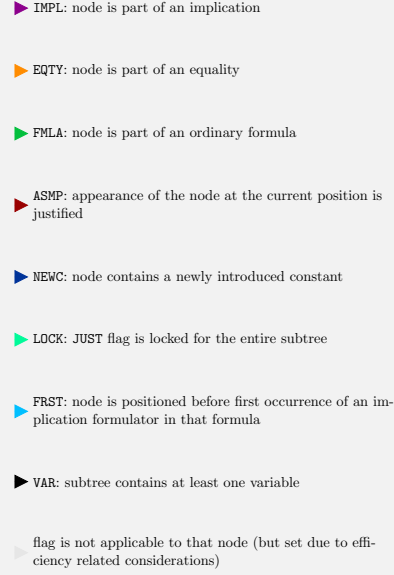 IMPL: node is part of an implication
EQTY: node is part of an equality
FMLA: node is part of an ordinary formula
ASMP: appearance of the node at the current position is
justified
NEWC: node contains a newly introduced constant
LOCK: JUST flag is locked for the entire subtree
FRST: node is positioned before first occurrence of an im-
plication formulator in that formula
VAR: subtree contains at least one variable
flag is not applicable to that node (but set due to effi-
ciency related considerations)